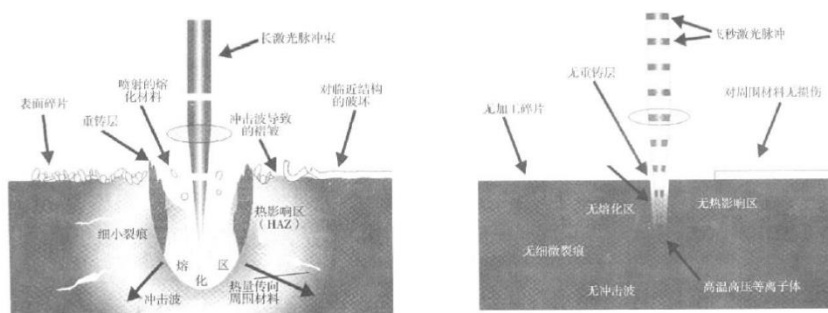 长激光脉冲束
喷射的熔
化材料
对临近结构
的破坏
表面碎片
重铸层
冲击波导致
的褶皱
细小裂痕
热影响区
（HAZ）
熔
化
区
冲击波
热量传向
周围材料
飞秒激光脉冲
无重铸层
无加工碎片
对周围材料无损伤
无熔化区
无热影响区
无细微裂痕
无冲击波
高温高压等离子体